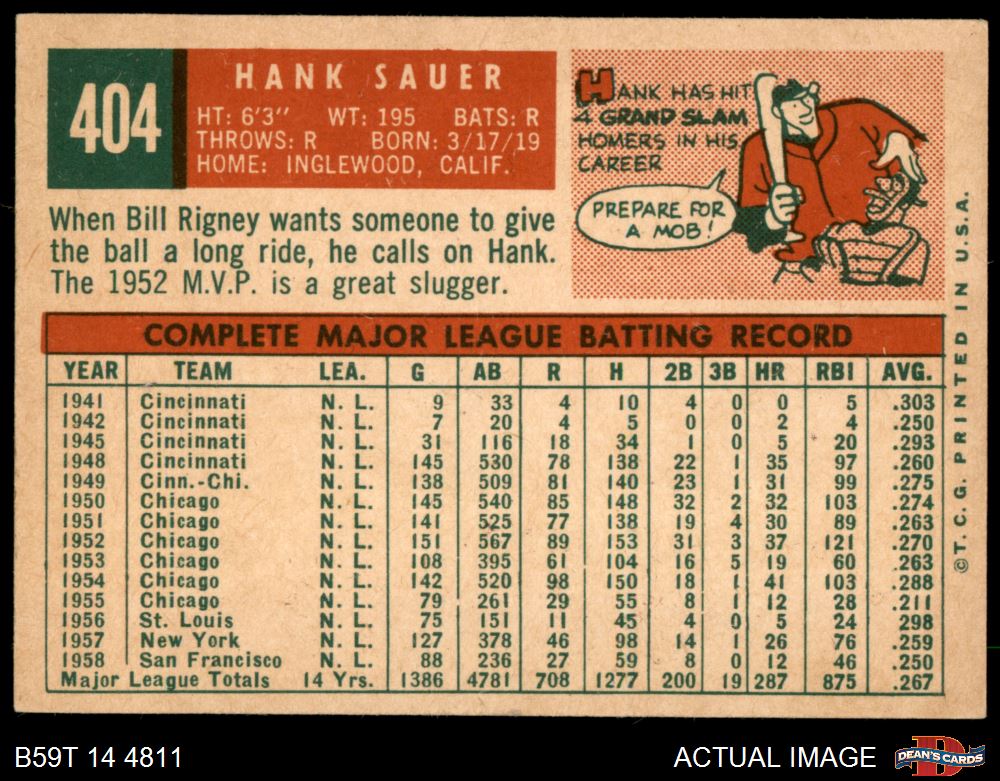 404
HANK SAUER
HT: 6'3" WT: 195 BATS: R
THROWS: R BORN: 3/17/19
HOME: INGLEWOOD, CALIF.
HANK HAS HIT
4 GRAND SLAM
HOMERS IN HIS
CAREER
PREPARE FOR
A MOB!
When Bill Rigney wants someone to give
the ball a long ride, he calls on Hank.
The 1952 M.V.P. is a great slugger.
COMPLETE MAJOR LEAGUE BATTING RECORD
YEAR TEAM LEA. G AB R H 2B 3B HR RBI AVG.
1941 Cincinnati N. L. 9 33 4 10 4 0 0 5 .303
1942 Cincinnati N. L. 7 20 4 5 0 0 2 4 .250
1945 Cincinnati N. L. 31 116 18 34 1 0 5 20 .293
1948 Cincinnati N. L. 145 530 78 138 22 1 35 97 .260
1949 Cinn.-Chi. N. L. 138 509 81 140 23 1 31 99 .275
1950 Chicago N. L. 145 540 85 148 32 2 32 103 .274
1951 Chicago N. L. 141 525 77 138 19 4 30 89 .263
1952 Chicago N. L. 151 567 89 153 31 3 37 121 .270
1953 Chicago N. L. 108 395 61 104 16 5 19 60 .263
1954 Chicago N. L. 142 520 98 150 18 1 41 103 .288
1955 Chicago N. L. 79 261 29 55 8 1 12 28 .211
1956 St. Louis N. L. 75 151 11 45 4 0 5 24 .298
1957 New York N. L. 127 378 46 98 14 1 26 76 .259
1958 San Francisco N. L. 88 236 27 59 8 0 12 46 .250
Major League Totals 14 Yrs. 1386 4781 708 1277 200 19 287 875 .267
© T. C. G. PRINTED IN U.S.A.
B59T 14 4811
ACTUAL IMAGE
D
DEAN'S CARDS